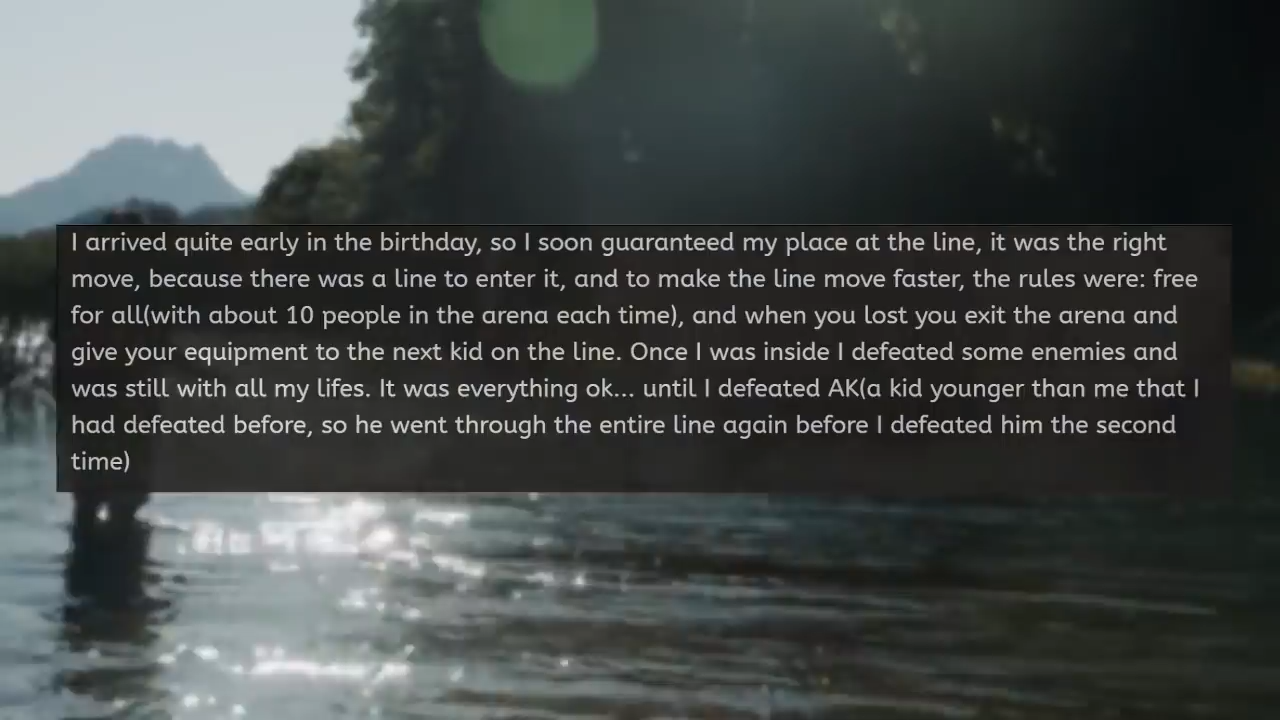 I arrived quite early in the birthday, so I soon guaranteed my place at the line, it was the right
move, because there was a line to enter it, and to make the line move faster, the rules were: free
for all(with about 10 people in the arena each time), and when you lost you exit the arena and
give your equipment to the next kid on the line. Once I was inside I defeated some enemies and
was still with all my lifes. It was everything ok... until I defeated AK(a kid younger than me that I
had defeated before, so he went through the entire line again before I defeated him the second
time)